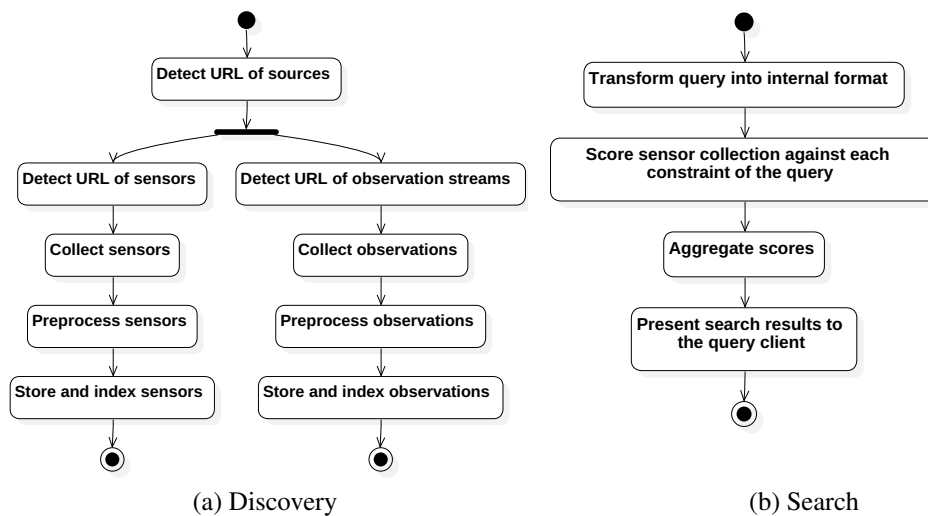 Detect URL of sources
Detect URL of sensors
Collect sensors
Preprocess sensors
Store and index sensors
Detect URL of observation streams
Collect observations
Preprocess observations
Store and index observations
(a) Discovery
Transform query into internal format
Score sensor collection against each
constraint of the query
Aggregate scores
Present search results to
the query client
(b) Search